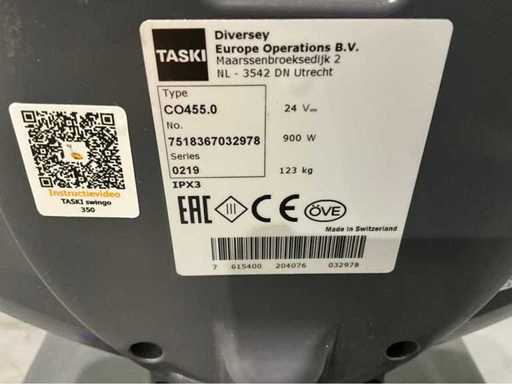 TASKI
Diversey
Europe Operations B.V.
Maarssenbroeksedijk 2
NL - 3542 DN Utrecht
Type
CO455.0
24 V
No.
7518367032978
900 W
Series
0219
123 kg
IPX3
EAC
III
CE
ÖVE
Made in Switzerland
7 615400 204076 032978
Instructievideo
TASKI swingo
350